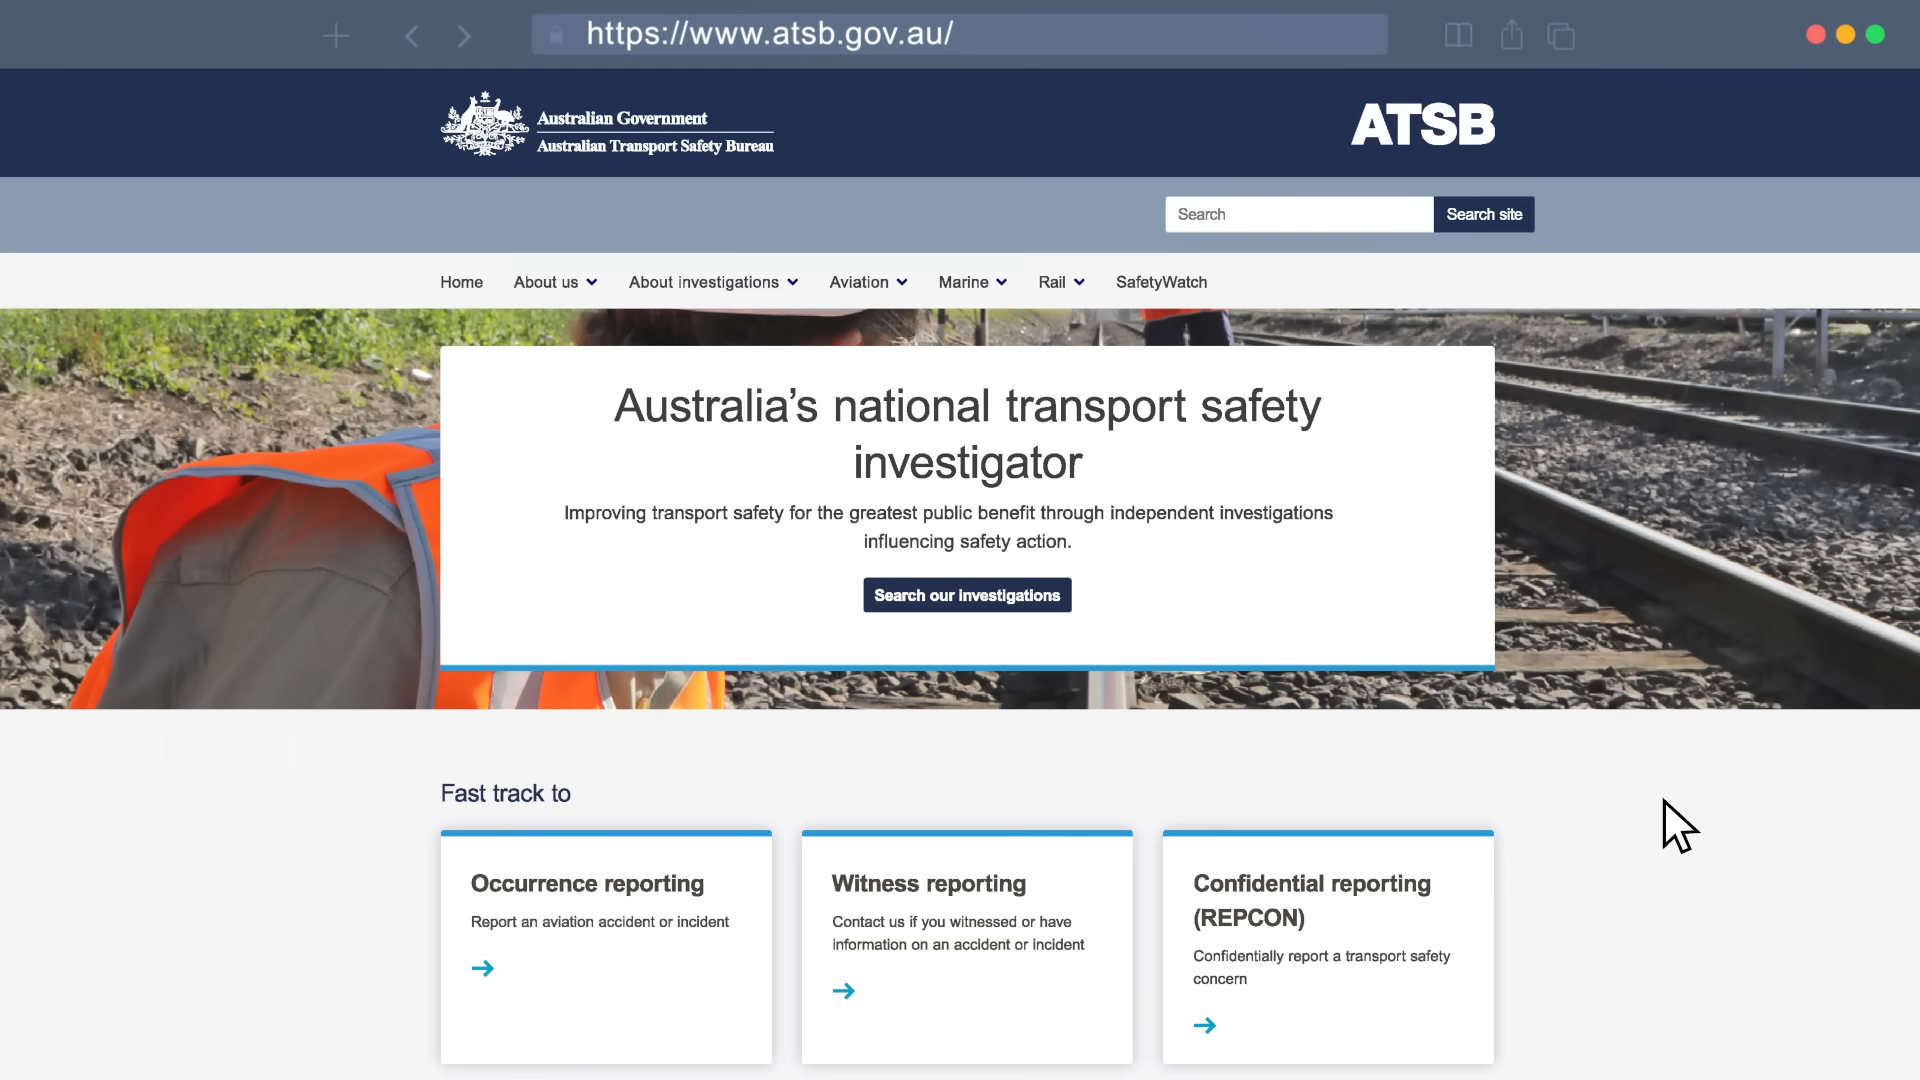 https://www.atsb.gov.au/
Australian Government
Australian Transport Safety Bureau
ATSB
Search
Search site
Home
About us
About investigations
Aviation
Marine
Rail
SafetyWatch
Australia’s national transport safety
investigator
Improving transport safety for the greatest public benefit through independent investigations
influencing safety action.
Search our investigations
Fast track to
Occurrence reporting
Report an aviation accident or incident
Witness reporting
Contact us if you witnessed or have
information on an accident or incident
Confidential reporting
(REPCON)
Confidentially report a transport safety
concern